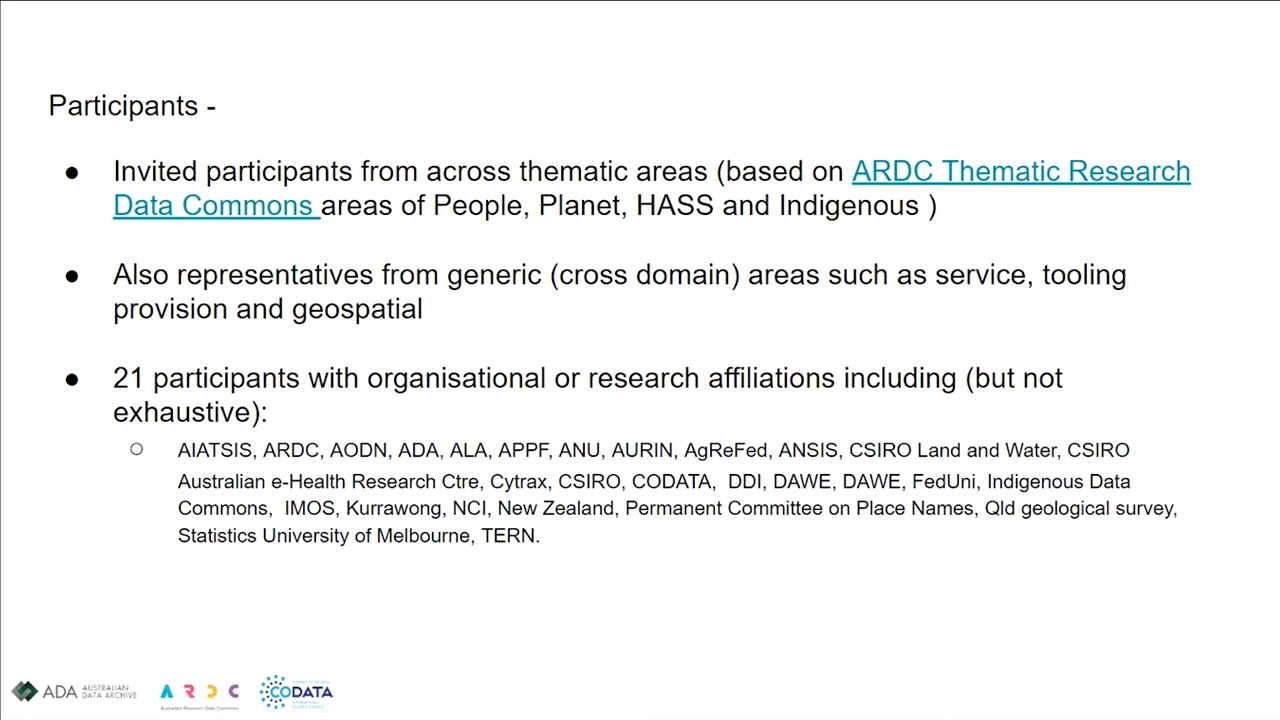 Participants -
● Invited participants from across thematic areas (based on ARDC Thematic Research
Data Commons areas of People, Planet, HASS and Indigenous )
● Also representatives from generic (cross domain) areas such as service, tooling
provision and geospatial
● 21 participants with organisational or research affiliations including (but not
exhaustive):
○ AIATSIS, ARDC, AODN, ADA, ALA, APPF, ANU, AURIN, AgReFed, ANSIS, CSIRO Land and Water, CSIRO
Australian e-Health Research Ctre, Cytrax, CSIRO, CODATA, DDI, DAWE, DAWE, FedUni, Indigenous Data
Commons, IMOS, Kurrawong, NCI, New Zealand, Permanent Committee on Place Names, Qld geological survey,
Statistics University of Melbourne, TERN.
ADA AUSTRALIAN
DATA ARCHIVE
ARDC
Australian Research Data Commons
CODATA